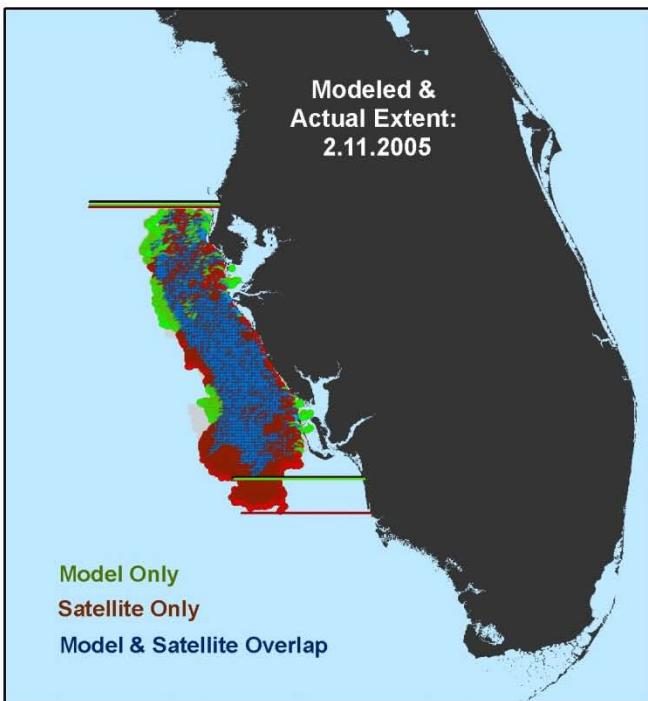 Modeled &
Actual Extent:
2.11.2005
Model Only
Satellite Only
Model & Satellite Overlap